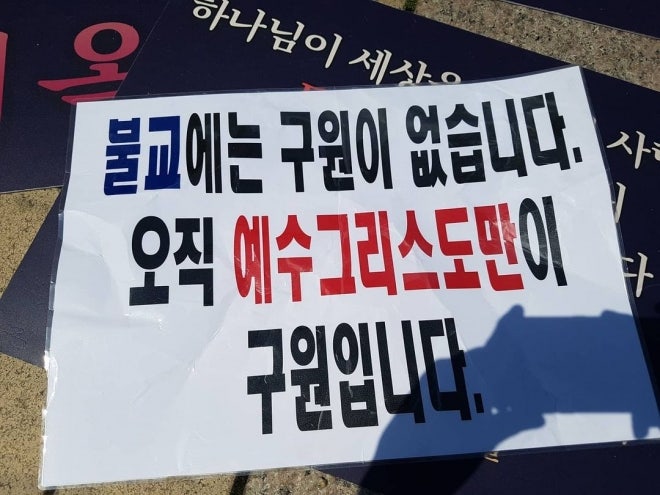 하나님이 세상을
불교에는 구원이 없습니다.
오직 예수그리스도만이
구원입니다.